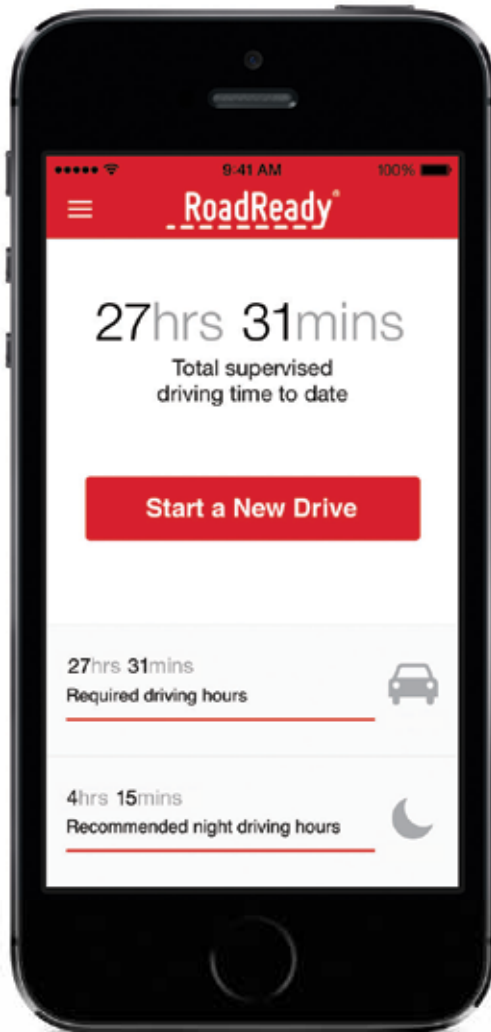 9:41 AM
100%
RoadReady®
27hrs 31mins
Total supervised
driving time to date
Start a New Drive
27hrs 31mins
Required driving hours
4hrs 15mins
Recommended night driving hours